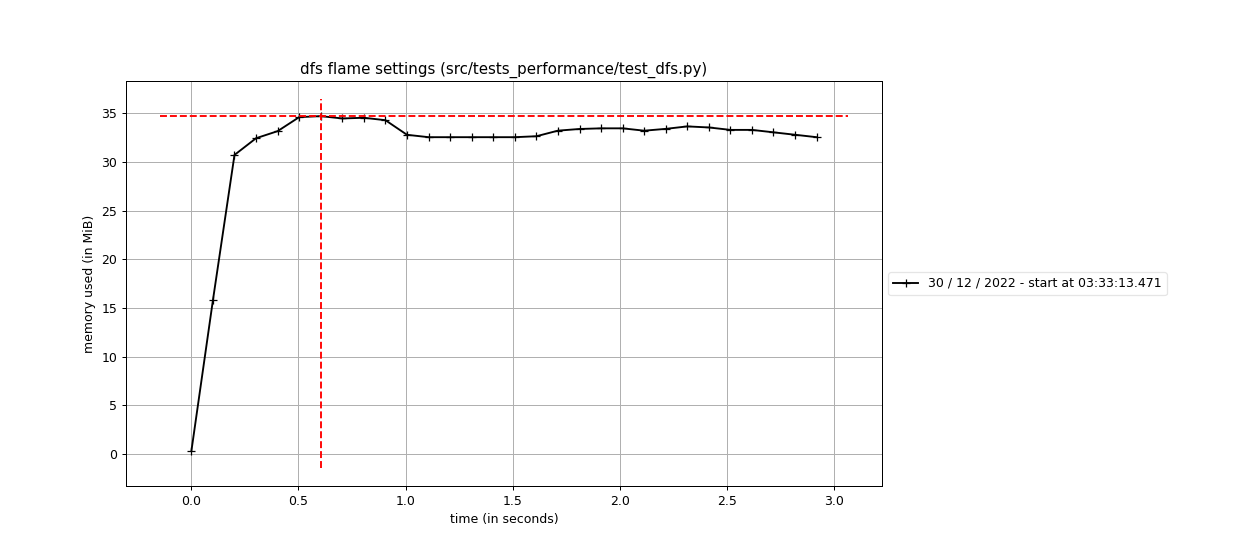 dfs flame settings (src/tests_performance/test_dfs.py)
35
30
25
20
15
10
5
0
memory used (in MiB)
0.0 0.5 1.0 1.5 2.0 2.5 3.0
time (in seconds)
30 / 12 / 2022 - start at 03:33:13.471